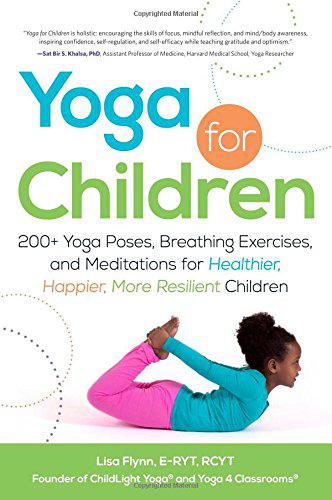 "Yoga for Children is holistic: encouraging the skills of focus, mindful reflection, and mind/body awareness,
inspiring confidence, self-regulation, and self-efficacy while teaching gratitude and optimism."
—Sat Bir S. Khalsa, PhD, Assistant Professor of Medicine, Harvard Medical School; Yoga Researcher
Yoga
for
Children
200+ Yoga Poses, Breathing Exercises,
and Meditations for Healthier,
Happier, More Resilient Children
Lisa Flynn, E-RYT, RCYT
Founder of ChildLight Yoga® and Yoga 4 Classrooms®